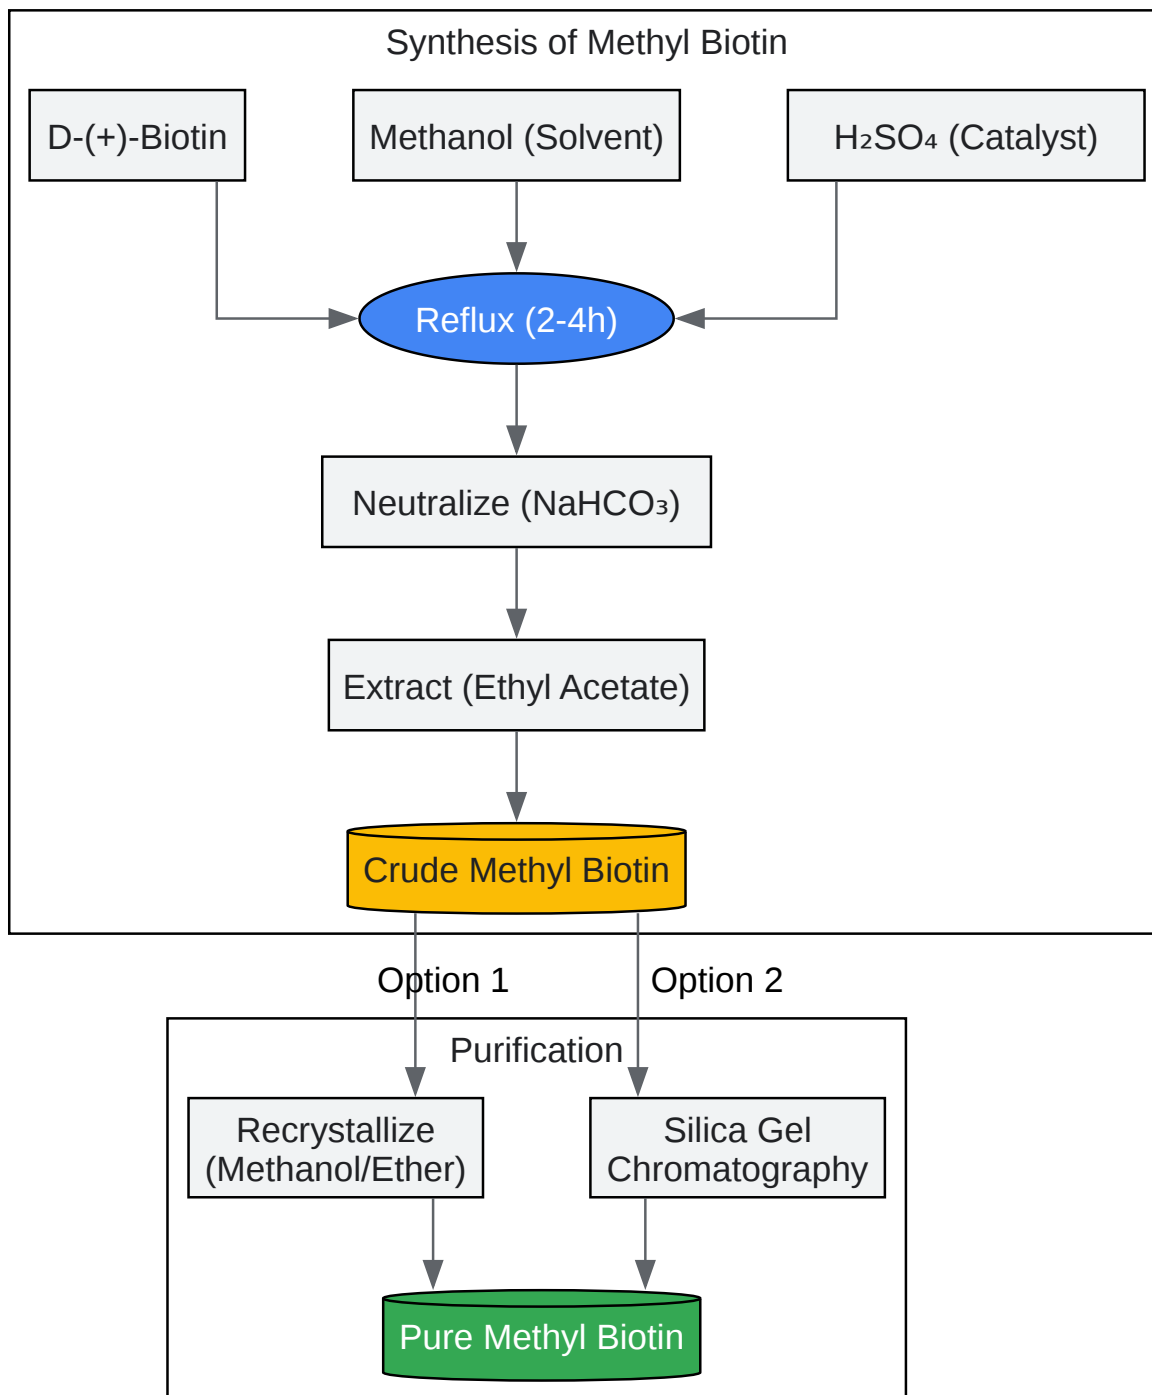 Synthesis of Methyl Biotin
D-(+)-Biotin
Methanol (Solvent)
H₂SO₄ (Catalyst)
Reflux (2-4h)
Neutralize (NaHCO₃)
Extract (Ethyl Acetate)
Crude Methyl Biotin
Option 1
Option 2
Purification
Recrystallize
(Methanol/Ether)
Silica Gel
Chromatography
Pure Methyl Biotin